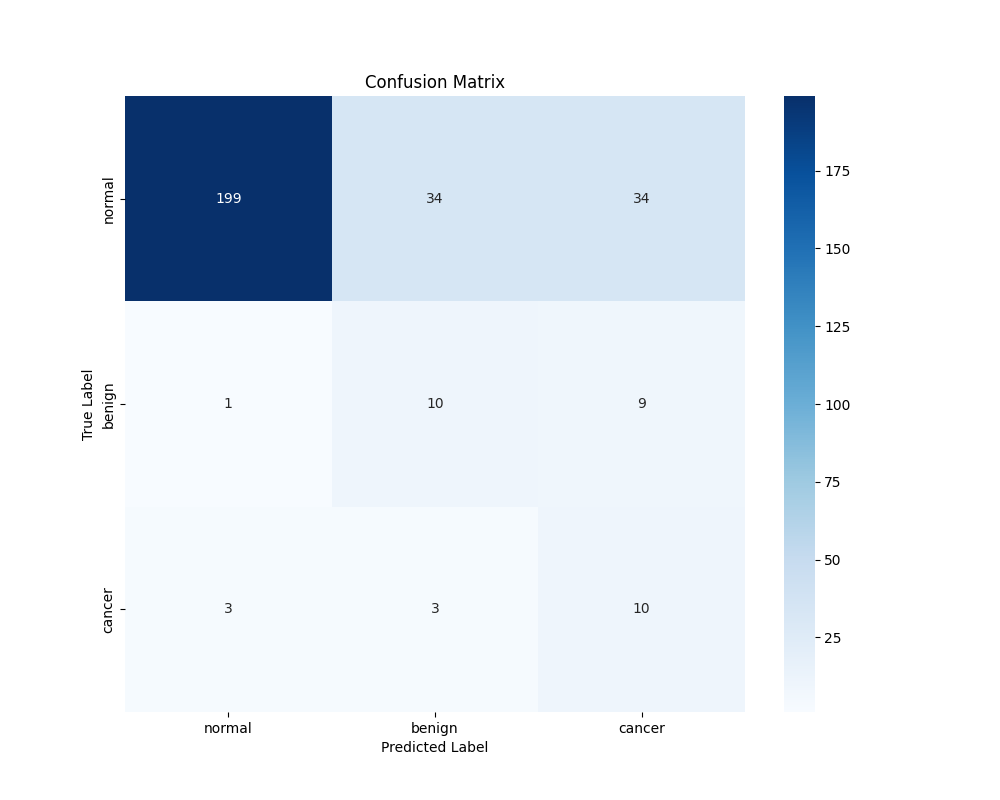 Confusion Matrix
True Label
normal
199
34
34
benign
1
10
9
cancer
3
3
10
normal
benign
cancer
Predicted Label
175
150
125
100
75
50
25